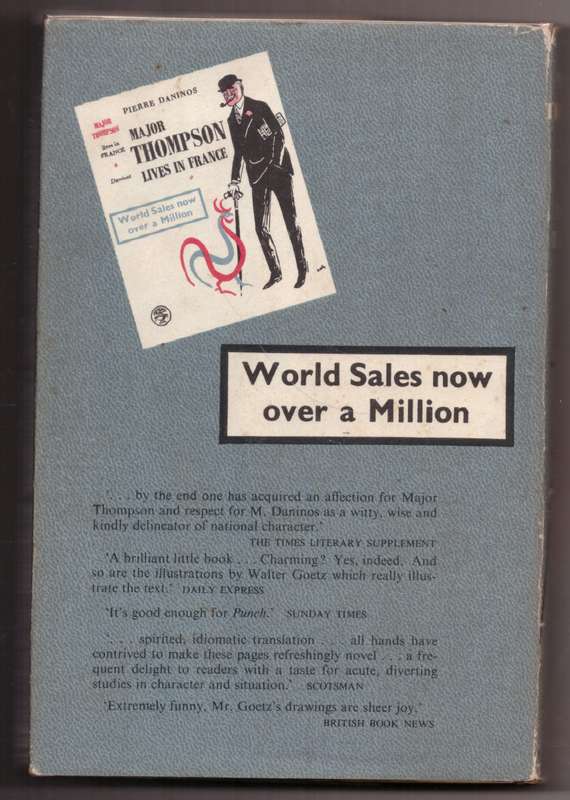 PIERRE DANINOS
MAJOR
THOMPSON
lives in
FRANCE
Daninos
MAJOR
THOMPSON
LIVES IN FRANCE
World Sales now
over a Million
World Sales now
over a Million
'. . . by the end one has acquired an affection for Major
Thompson and respect for M. Daninos as a witty, wise and
kindly delineator of national character.'
THE TIMES LITERARY SUPPLEMENT
'A brilliant little book . . . Charming? Yes, indeed. And
so are the illustrations by Walter Goetz which really illus-
trate the text.' DAILY EXPRESS
'It's good enough for Punch.' SUNDAY TIMES
'. . . spirited, idiomatic translation . . . all hands have
contrived to make these pages refreshingly novel . . . a fre-
quent delight to readers with a taste for acute, diverting
studies in character and situation.' SCOTSMAN
'Extremely funny, Mr. Goetz's drawings are sheer joy,'
BRITISH BOOK NEWS